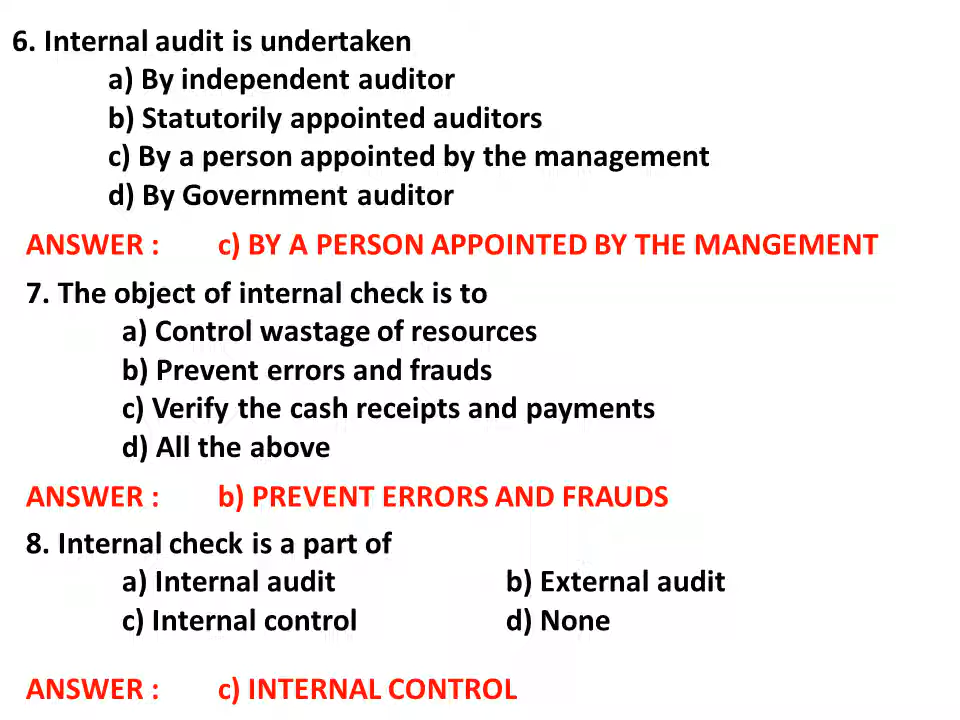 6. Internal audit is undertaken
a) By independent auditor
b) Statutorily appointed auditors
c) By a person appointed by the management
d) By Government auditor
ANSWER : c) BY A PERSON APPOINTED BY THE MANGEMENT
7. The object of internal check is to
a) Control wastage of resources
b) Prevent errors and frauds
c) Verify the cash receipts and payments
d) All the above
ANSWER : b) PREVENT ERRORS AND FRAUDS
8. Internal check is a part of
a) Internal audit b) External audit
c) Internal control d) None
ANSWER : c) INTERNAL CONTROL